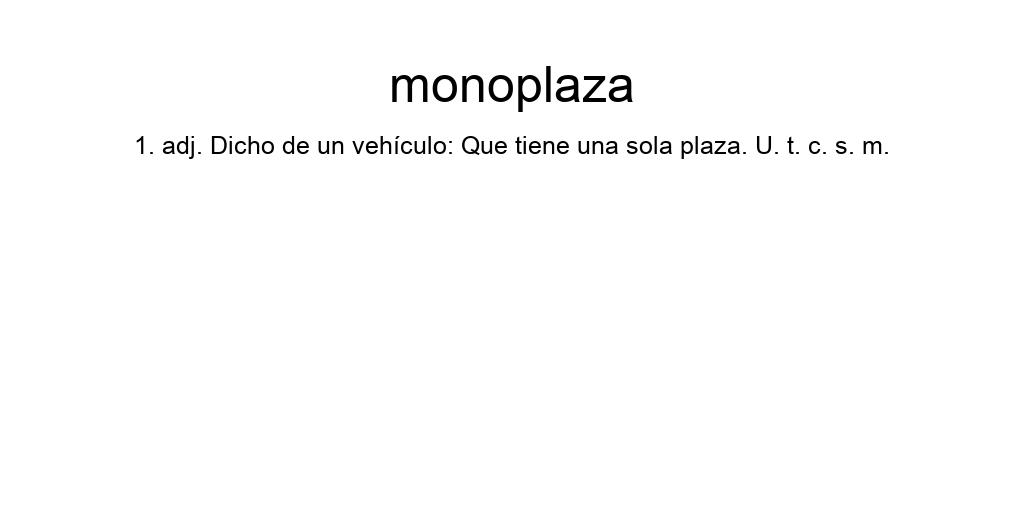 monoplaza
1. adj. Dicho de un vehículo: Que tiene una sola plaza. U. t. c. s. m.